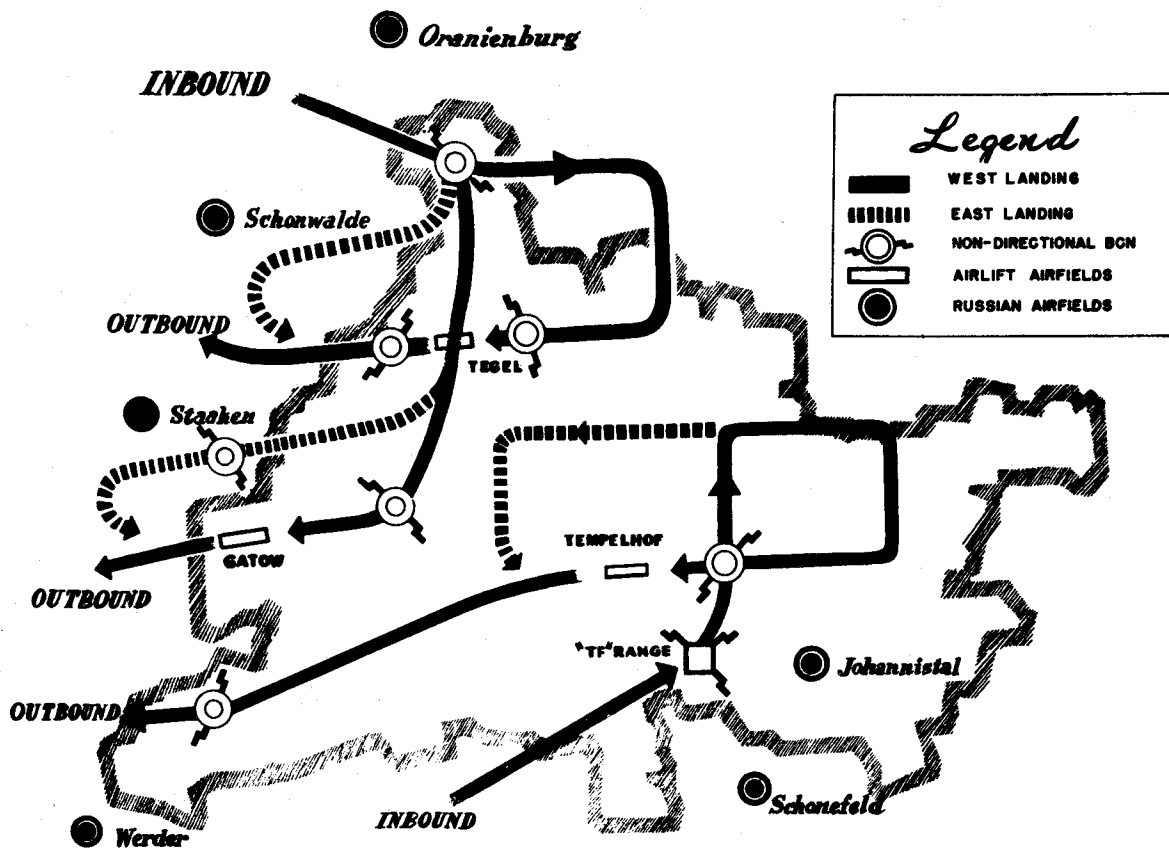 Oranienburg
INBOUND
Legend
WEST LANDING
EAST LANDING
NON-DIRECTIONAL BCN
AIRLIFT AIRFIELDS
RUSSIAN AIRFIELDS
Schonwalde
OUTBOUND
TEGEL
Staaken
TEMPELHOF
GATOW
OUTBOUND
"TF" RANGE
Johannistal
OUTBOUND
Schonefeld
INBOUND
Werder